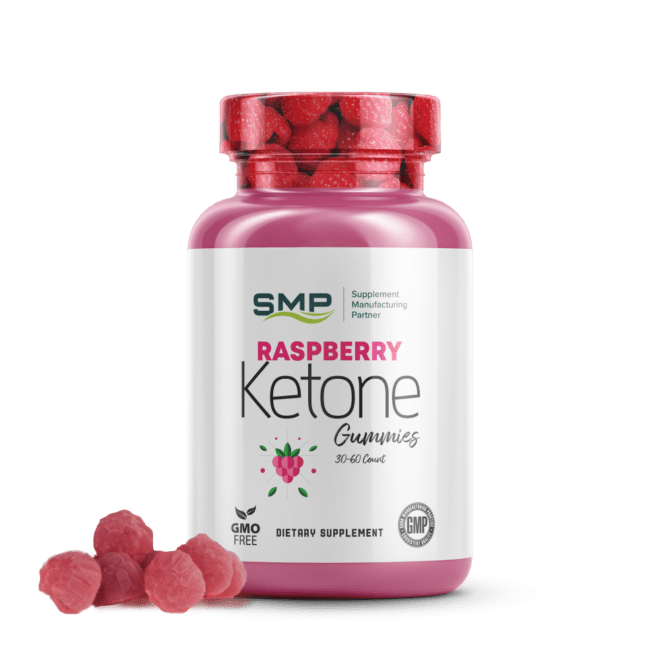 SMP
Supplement
Manufacturing
Partner
RASPBERRY
Ketone
Gummies
30-60 Count
GMO
FREE
DIETARY SUPPLEMENT
GMP